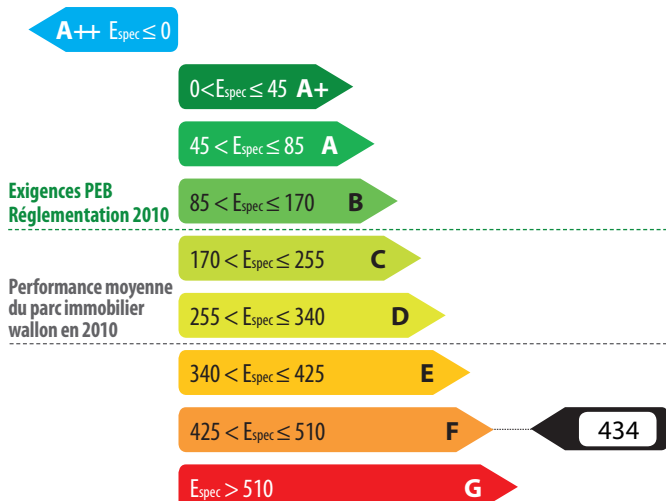 A++ Espec ≤ 0
0<Espec ≤ 45 A+
45 < Espec ≤ 85 A
Exigences PEB
Réglementation 2010
85 < Espec ≤ 170 B
170 < Espec ≤ 255 C
Performance moyenne
du parc immobilier
wallon en 2010
255 < Espec ≤ 340 D
340 < Espec ≤ 425 E
425 < Espec ≤ 510 F 434
Espec > 510 G